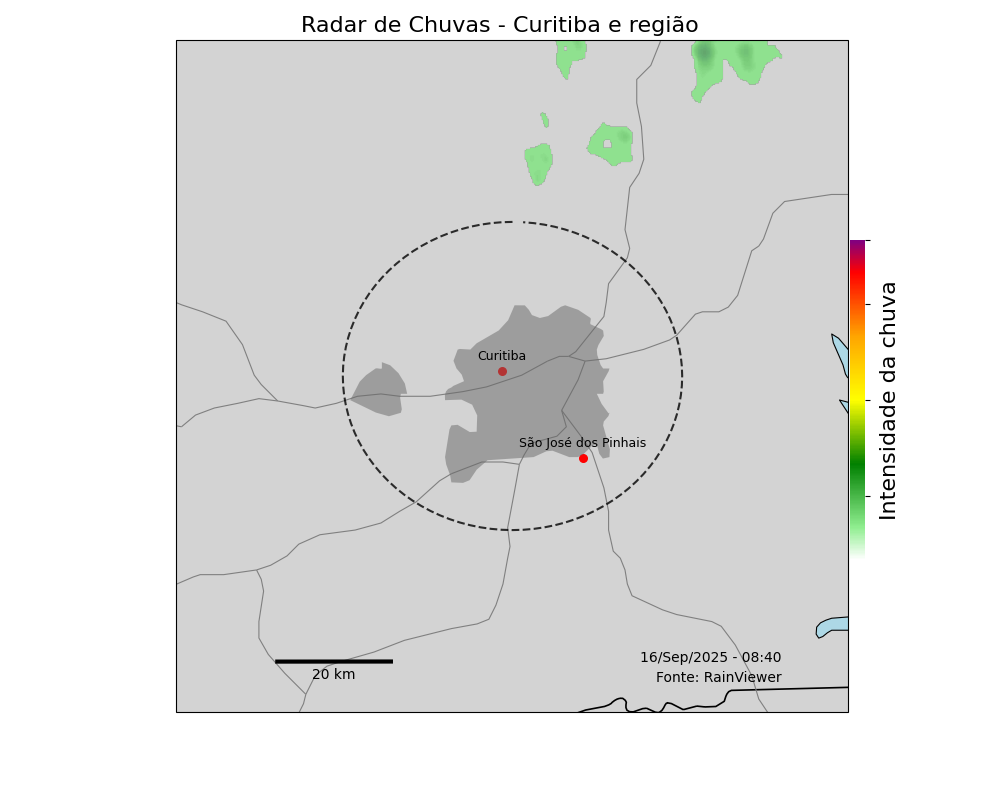 Radar de Chuvas - Curitiba e região
Curitiba
São José dos Pinhais
Intensidade da chuva
16/Sep/2025 - 08:40
Fonte: RainViewer
20 km